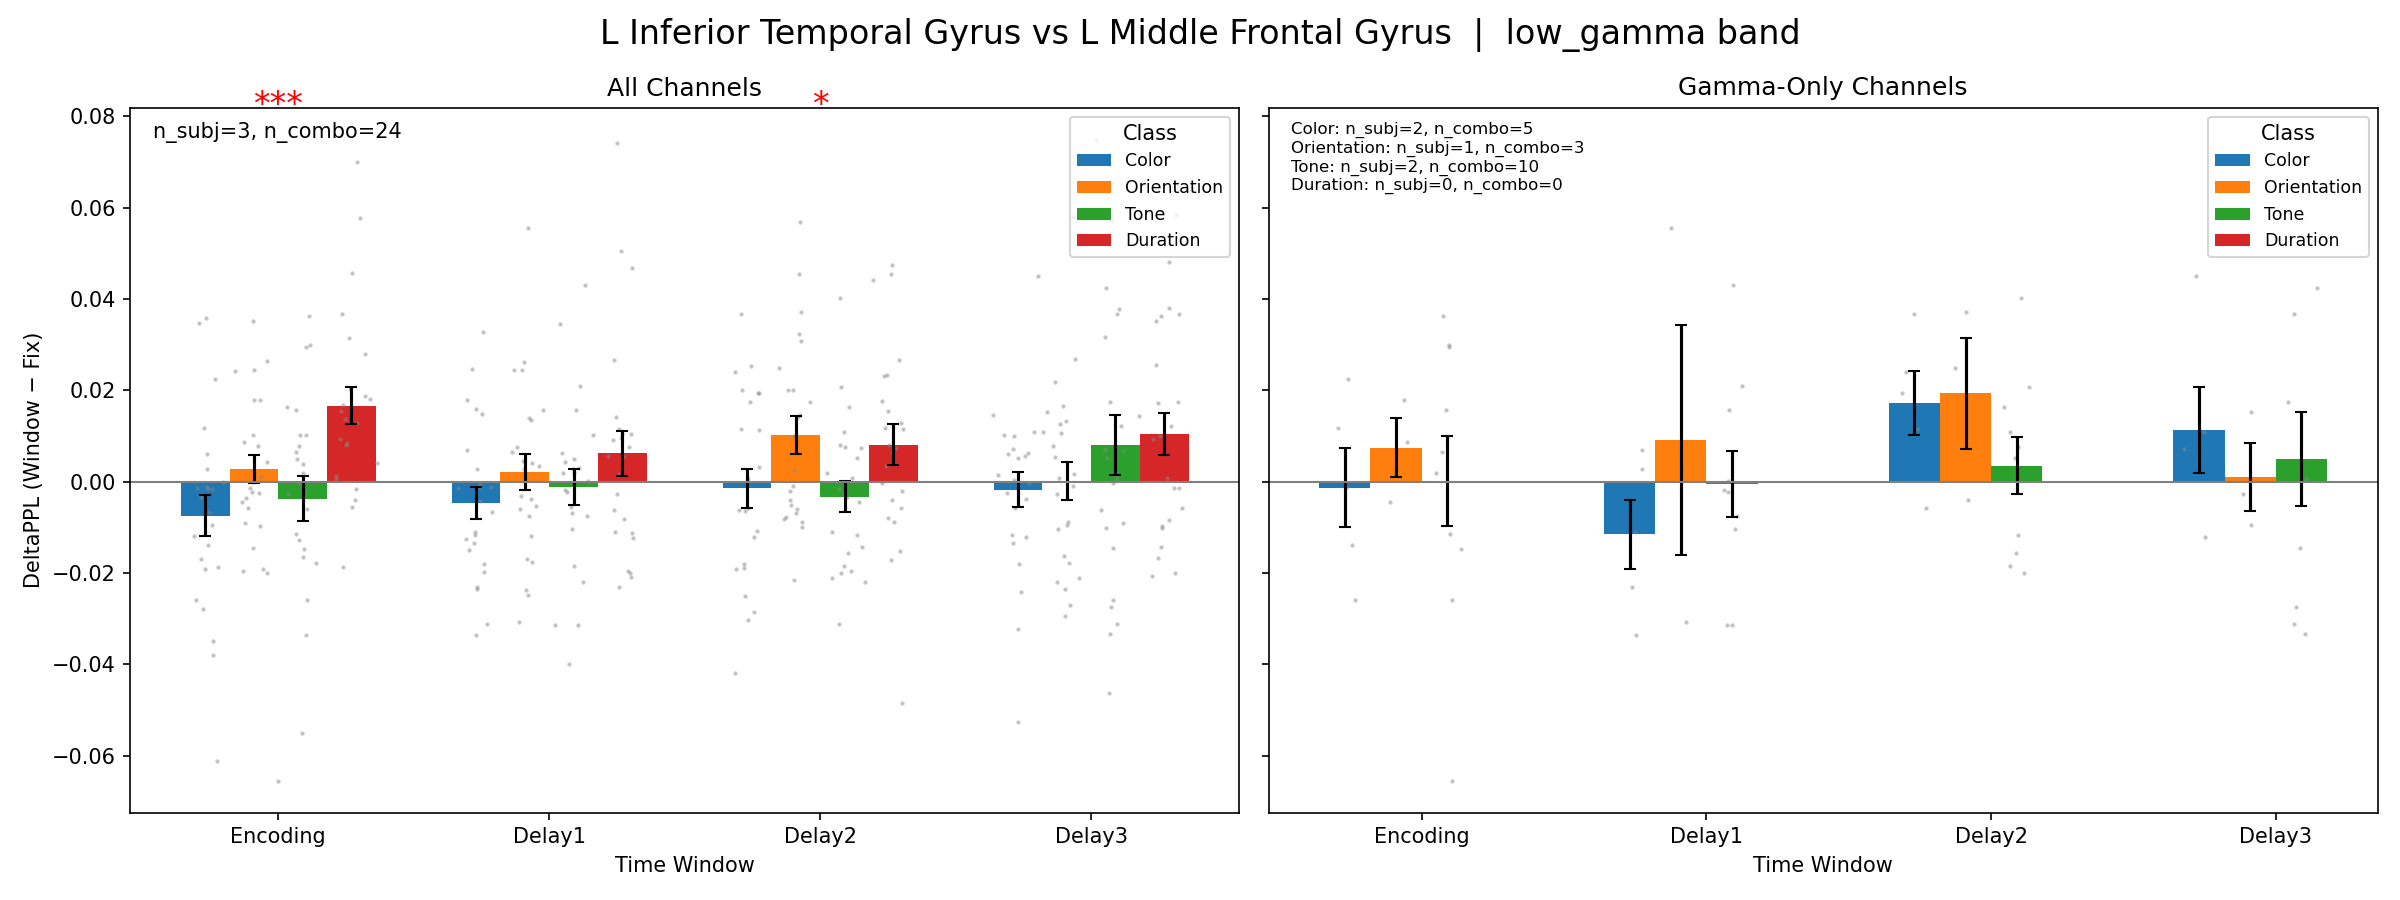 L Inferior Temporal Gyrus vs L Middle Frontal Gyrus | low_gamma band
All Channels
*** *
n_subj=3, n_combo=24
Class
Color
Orientation
Tone
Duration
0.08
0.06
0.04
0.02
0.00
−0.02
−0.04
−0.06
DeltaPPL (Window − Fix)
Encoding Delay1 Delay2 Delay3
Time Window
Gamma-Only Channels
Color: n_subj=2, n_combo=5
Orientation: n_subj=1, n_combo=3
Tone: n_subj=2, n_combo=10
Duration: n_subj=0, n_combo=0
Class
Color
Orientation
Tone
Duration
Encoding Delay1 Delay2 Delay3
Time Window